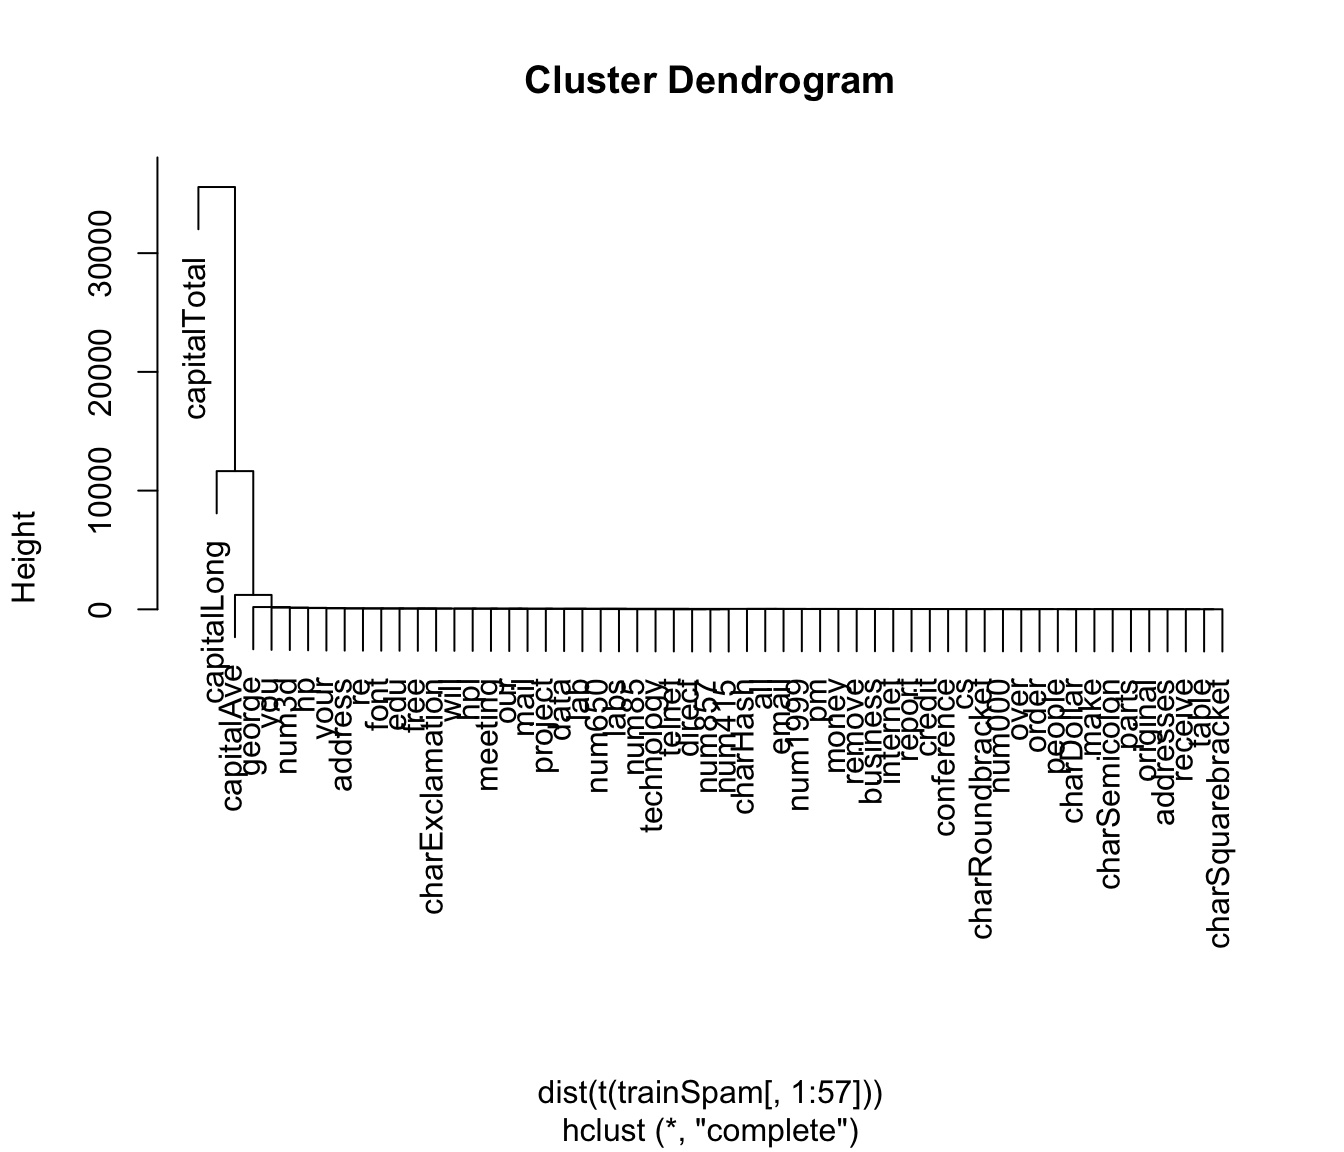 Cluster Dendrogram
Height
0
10000
20000
30000
capitalTotal
capitalLong
capitalAve
george
you
num3d
hp
your
address
re
font
edu
free
charExclamation
will
hpl
meeting
our
mail
project
data
lab
num650
labs
num85
technology
telnet
direct
num857
num415
charHash
all
email
num1999
pm
money
remove
business
internet
report
credit
conference
cs
charRoundbracket
num000
over
order
people
charDollar
make
charSemicolon
parts
original
addresses
receive
table
charSquarebracket
dist(t(trainSpam[, 1:57]))
hclust (*, "complete")